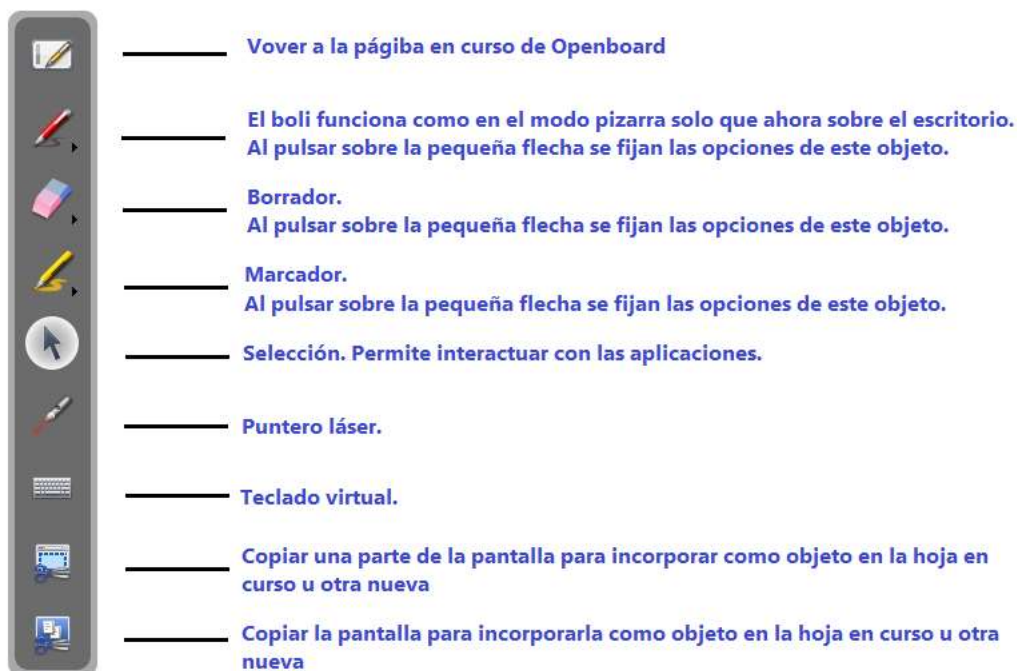 Vover a la págiba en curso de Openboard
El boli funciona como en el modo pizarra solo que ahora sobre el escritorio.
Al pulsar sobre la pequeña flecha se fijan las opciones de este objeto.
Borrador.
Al pulsar sobre la pequeña flecha se fijan las opciones de este objeto.
Marcador.
Al pulsar sobre la pequeña flecha se fijan las opciones de este objeto.
Selección. Permite interactuar con las aplicaciones.
Puntero láser.
Teclado virtual.
Copiar una parte de la pantalla para incorporar como objeto en la hoja en
curso u otra nueva
Copiar la pantalla para incorporarla como objeto en la hoja en curso u otra
nueva